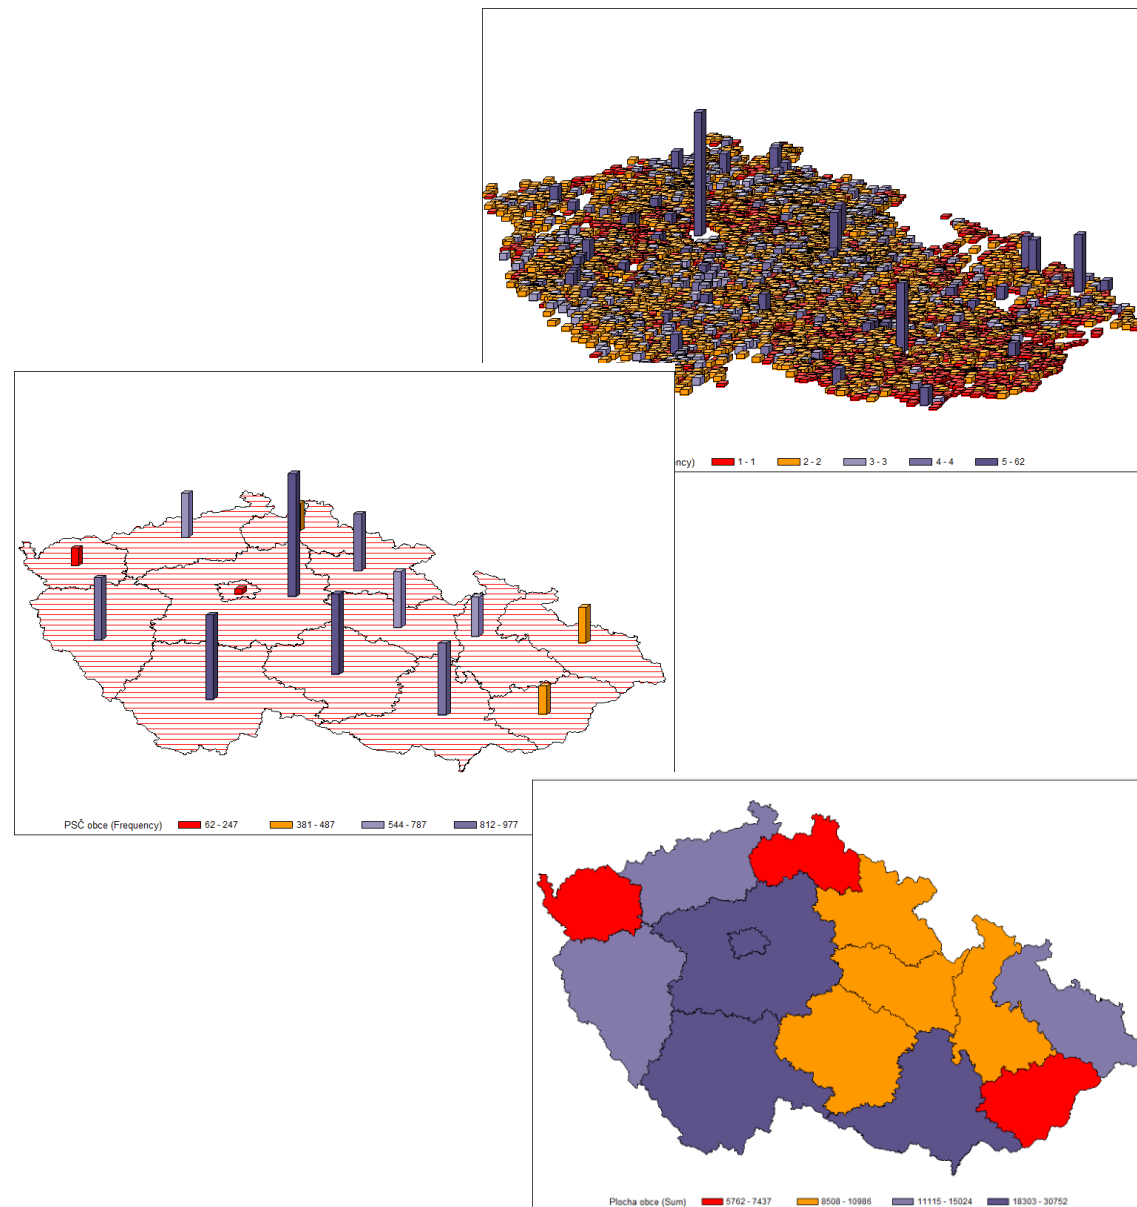 ency) 1 - 1 2 - 2 3 - 3 4 - 4 5 - 62
PSČ obce (Frequency) 62 - 247 381 - 487 544 - 787 812 - 977
Plocha obce (Sum) 5762 - 7437 8508 - 10986 11115 - 15024 18303 - 30752